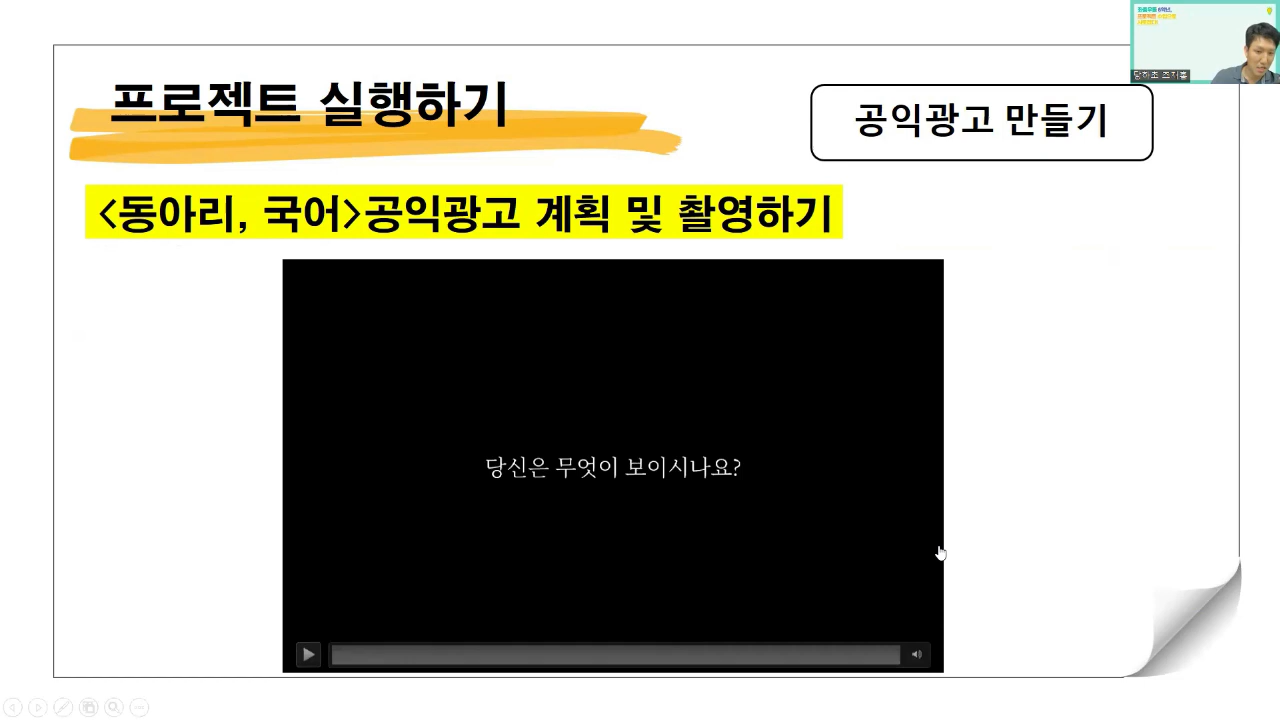 프로젝트 실행하기
공익광고 만들기
<동아리, 국어>공익광고 계획 및 촬영하기
당신은 무엇이 보이시나요?